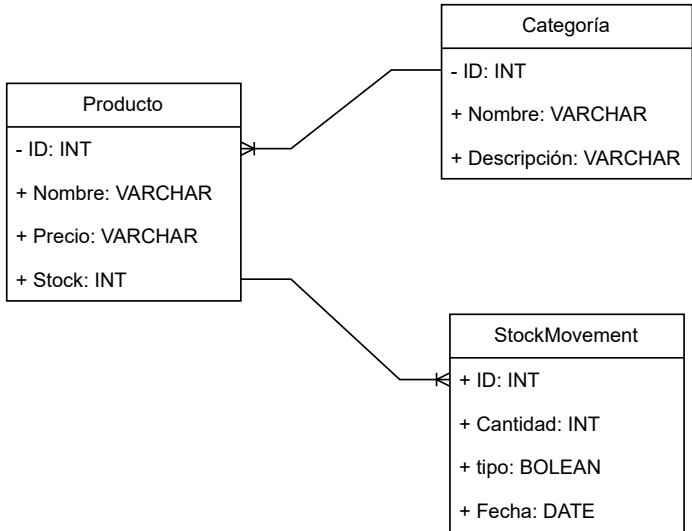 Categoría
- ID: INT
+ Nombre: VARCHAR
+ Descripción: VARCHAR
Producto
- ID: INT
+ Nombre: VARCHAR
+ Precio: VARCHAR
+ Stock: INT
StockMovement
+ ID: INT
+ Cantidad: INT
+ tipo: BOLEAN
+ Fecha: DATE